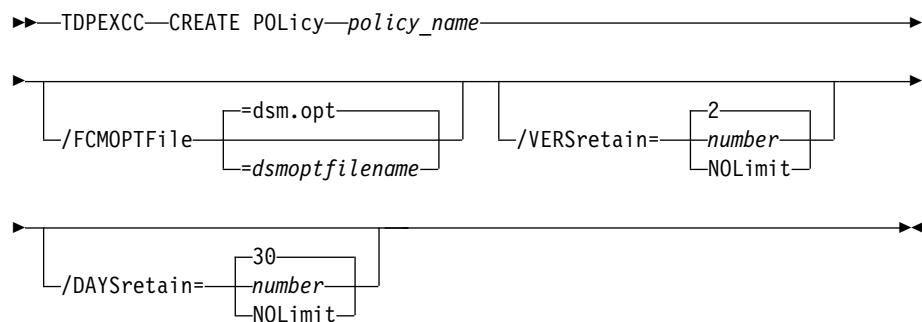 TDPEXCC CREATE POLicy policy_name
=dsm.opt
/FCMOPTFile
=dsmoptfilename
2
/VERSretain= number
NOLimit
30
/DAYSretain= number
NOLimit